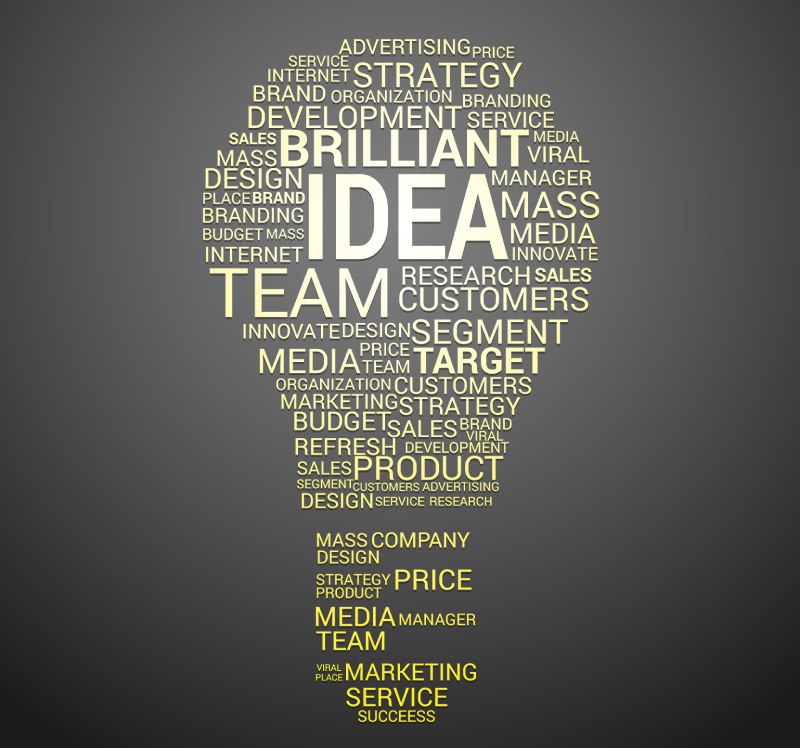 ADVERTISING PRICE
SERVICE
INTERNET STRATEGY
BRAND ORGANIZATION BRANDING
DEVELOPMENT SERVICE
SALES BRILLIANT MEDIA
MASS VIRAL
DESIGN IDEA MANAGER
PLACE BRAND MASS
BRANDING
BUDGET MASS MEDIA
INTERNET INNOVATE
TEAM RESEARCH SALES
CUSTOMERS
INNOVATE DESIGN SEGMENT
MEDIA PRICE TARGET
TEAM
ORGANIZATION CUSTOMERS
MARKETING STRATEGY
BUDGET SALES BRAND
VIRAL
REFRESH DEVELOPMENT
SALES PRODUCT
SEGMENT CUSTOMERS ADVERTISING
DESIGN SERVICE RESEARCH
MASS COMPANY
DESIGN
STRATEGY PRICE
PRODUCT
MEDIA MANAGER
TEAM
VIRAL MARKETING
PLACE
SERVICE
SUCCEESS